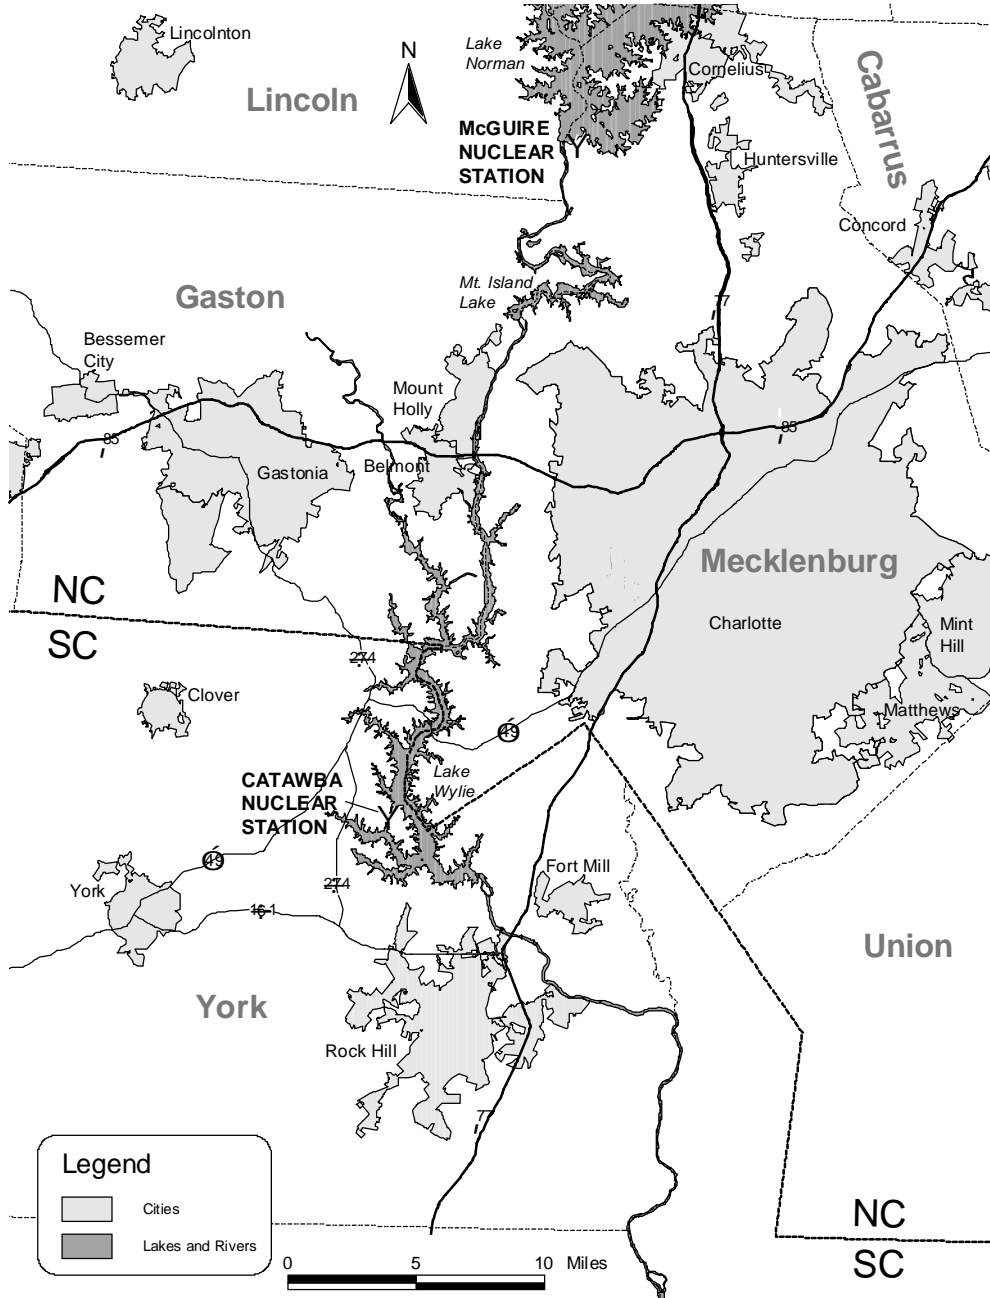 Lincolnton
Lake
Norman
N
Cornelius
Lincoln
Cabarrus
McGUIRE
NUCLEAR
STATION
Huntersville
Concord
Gaston
Mt. Island
Lake
77
Bessemer
City
Mount
Holly
85
85
Belmont
Gastonia
Mecklenburg
NC
SC
Charlotte
Mint
Hill
274
Clover
Matthews
49
Lake
Wylie
CATAWBA
NUCLEAR
STATION
49
York
274
Fort Mill
161
Union
York
Rock Hill
77
Legend
Cities
Lakes and Rivers
NC
SC
0 5 10 Miles